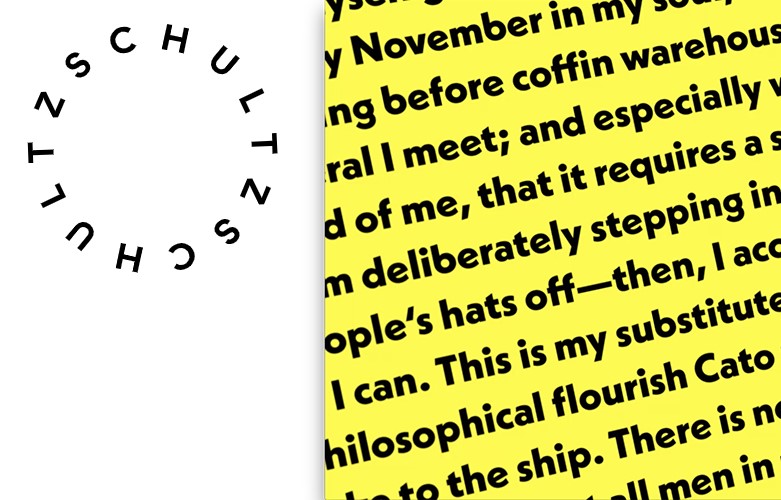 SCHULTZSCHULTZ
y November in my
ng before coffin warehous
ral I meet; and especially
d of me, that it requires a s
m deliberately stepping in
ople's hats off—then, I acc
I can. This is my substitute
hilosophical flourish Cato
to the ship. There is n
all men in